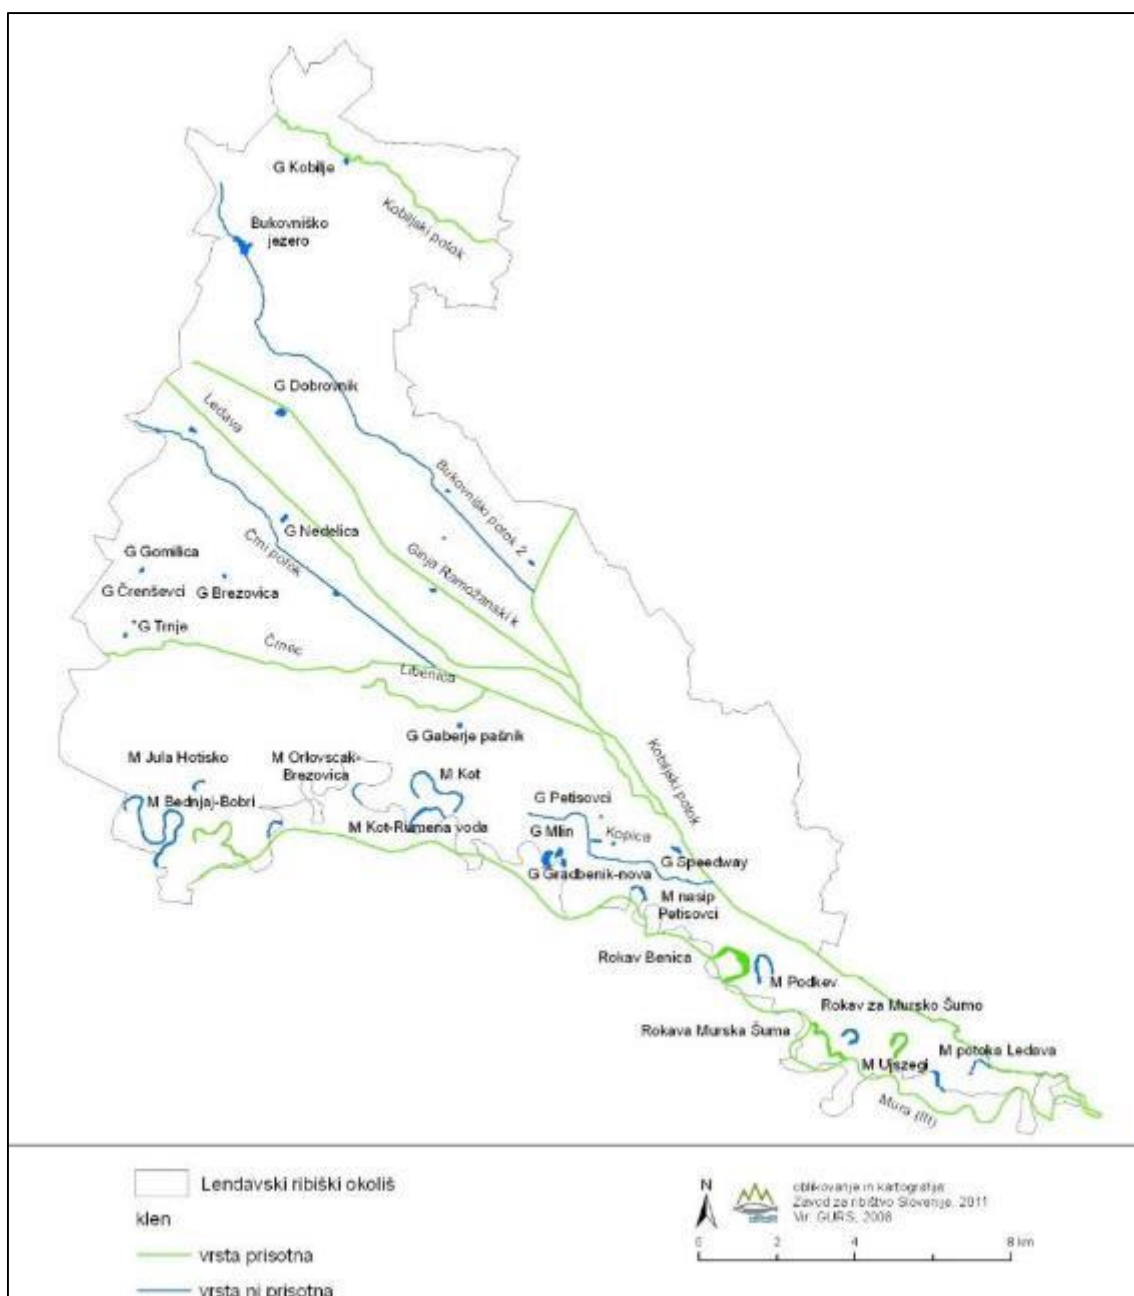 G Kobilje
Kobiljski potok
Bukovniško
jezero
G Dobrovnik
Ledava
Bukovniški potok 2
G Nedelica
Črni potok
G Gomilica
Ginja Ramožanski k
G Črenševci
G Brezovica
G Trnje
Črnec
Libenica
G Gaberje pašnik
Kobiljski potok
M Jula Hotisko
M Orlovscak-
Brezovica
M Kot
M Bednjaj-Bobri
G Petisovci
M Kot-Rumena voda
G Mlin
Kopica
G Speedway
G Gradbenik-nova
M nasip
Petisovci
Rokav Benica
M Podkev
Rokav za Mursko Šumo
Rokava Murska Šuma
M potoka Ledava
M Ujszegi
Mura (III)
Lendavski ribiški okoliš
klen
vrsta prisotna
vrsta ni prisotna
N
oblikovanje in kartografija:
Zavod za ribištvo Slovenije, 2011
Vir: GURS, 2008
0 2 4 8 km